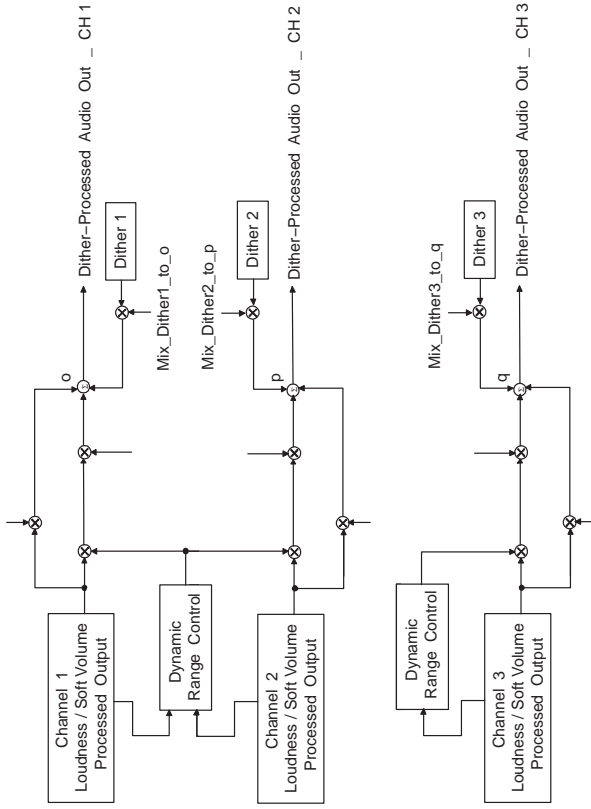 Channel 1
Loudness / Soft Volume
Processed Output
Dynamic
Range Control
Channel 2
Loudness / Soft Volume
Processed Output
o
Σ
Dither 1
Mix_Dither1_to_o
Dither–Processed Audio Out _ CH 1
p
Σ
Dither 2
Mix_Dither2_to_p
Dither–Processed Audio Out _ CH 2
Dynamic
Range Control
Channel 3
Loudness / Soft Volume
Processed Output
q
Σ
Dither 3
Mix_Dither3_to_q
Dither–Processed Audio Out _ CH 3